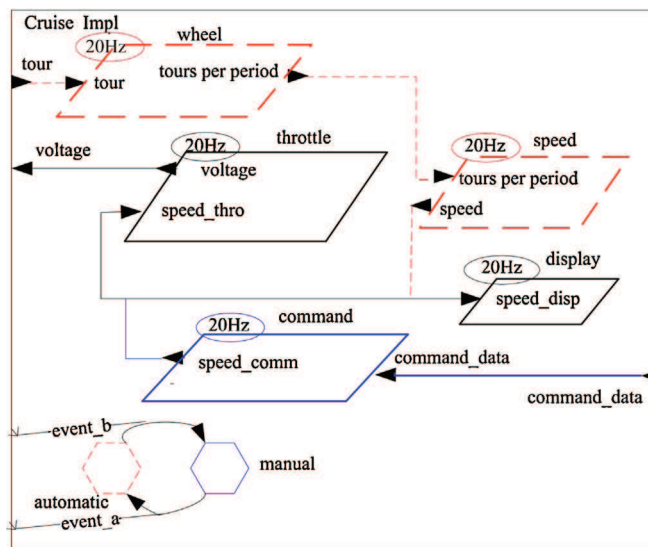 Cruise Impl
20Hz
wheel
tour
tour
tours per period
20Hz
throttle
voltage
voltage
20Hz
speed
tours per period
speed
speed_thro
20Hz
display
speed_disp
20Hz
command
speed_comm
command_data
command_data
event_b
manual
automatic
event_a